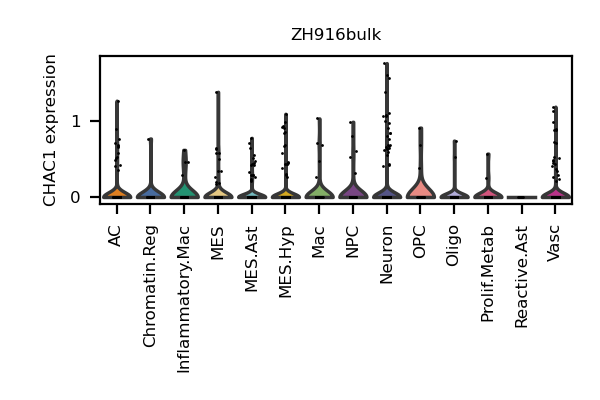 ZH916bulk
CHAC1 expression
1
0
AC
Chromatin.Reg
Inflammatory.Mac
MES
MES.Ast
MES.Hyp
Mac
NPC
Neuron
OPC
Oligo
Prolif.Metab
Reactive.Ast
Vasc